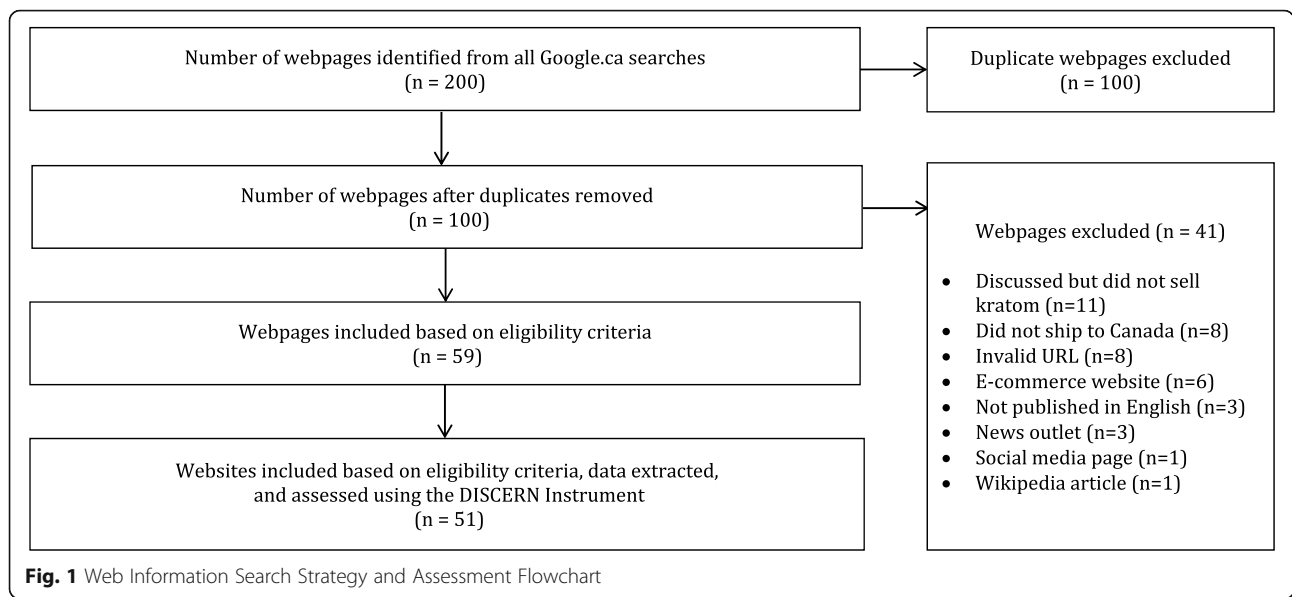 Number of webpages identified from all Google.ca searches
(n = 200)
Duplicate webpages excluded
(n = 100)
Number of webpages after duplicates removed
(n = 100)
Webpages excluded (n = 41)
• Discussed but did not sell
kratom (n=11)
• Did not ship to Canada (n=8)
• Invalid URL (n=8)
• E-commerce website (n=6)
• Not published in English (n=3)
• News outlet (n=3)
• Social media page (n=1)
• Wikipedia article (n=1)
Webpages included based on eligibility criteria
(n = 59)
Websites included based on eligibility criteria, data extracted,
and assessed using the DISCERN Instrument
(n = 51)
Fig. 1 Web Information Search Strategy and Assessment Flowchart